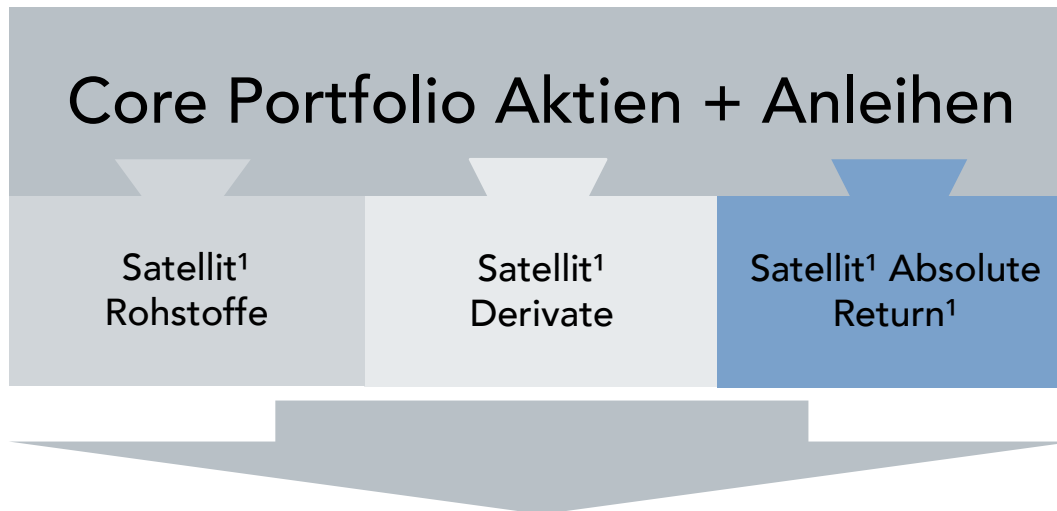 Core Portfolio Aktien + Anleihen
Satellit¹
Rohstoffe
Satellit¹
Derivate
Satellit¹ Absolute
Return¹